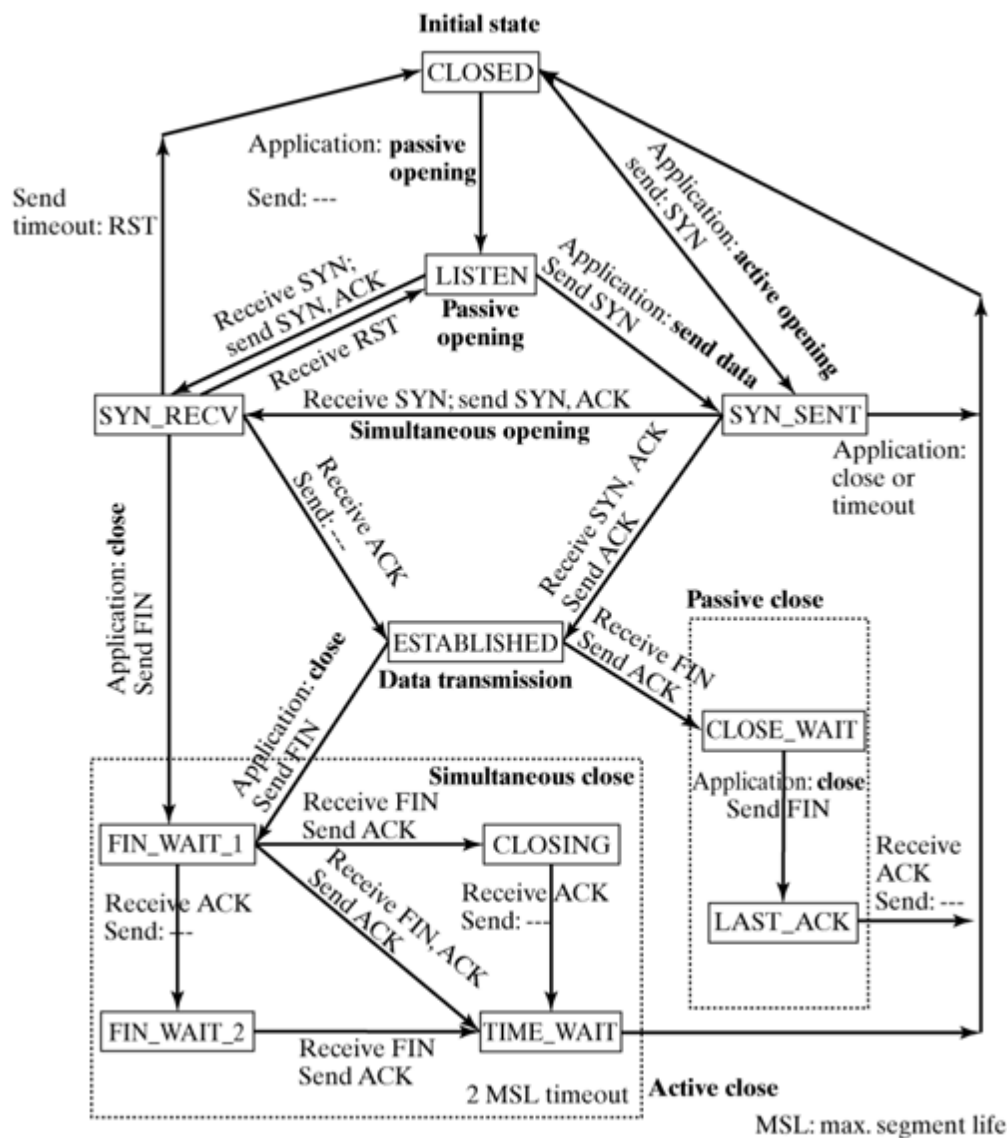 Initial state
CLOSED
Application: passive
opening
Send: ---
Send
timeout: RST
Application: active opening
send: SYN
LISTEN
Passive
opening
Receive SYN;
send SYN, ACK
Receive RST
Application: send data
Send SYN
SYN_RECV
Receive SYN; send SYN, ACK
Simultaneous opening
SYN_SENT
Application:
close or
timeout
Receive ACK
Send: ---
Receive SYN, ACK
Send ACK
Application: close
Send FIN
ESTABLISHED
Data transmission
Receive FIN
Send ACK
Passive close
CLOSE_WAIT
Application: close
Send FIN
LAST_ACK
Receive
ACK
Send: ---
Application: close
Send FIN
Simultaneous close
FIN_WAIT_1
Receive FIN
Send ACK
CLOSING
Receive ACK
Send: ---
Receive FIN, ACK
Send ACK
Receive ACK
Send: ---
FIN_WAIT_2
Receive FIN
Send ACK
TIME_WAIT
2 MSL timeout
Active close
MSL: max. segment life